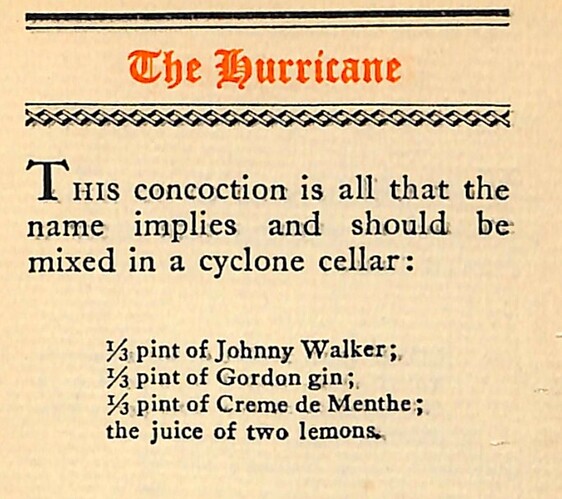 The Hurricane
THIS concoction is all that the
name implies and should be
mixed in a cyclone cellar:
⅓ pint of Johnny Walker;
⅓ pint of Gordon gin;
⅓ pint of Creme de Menthe;
the juice of two lemons.